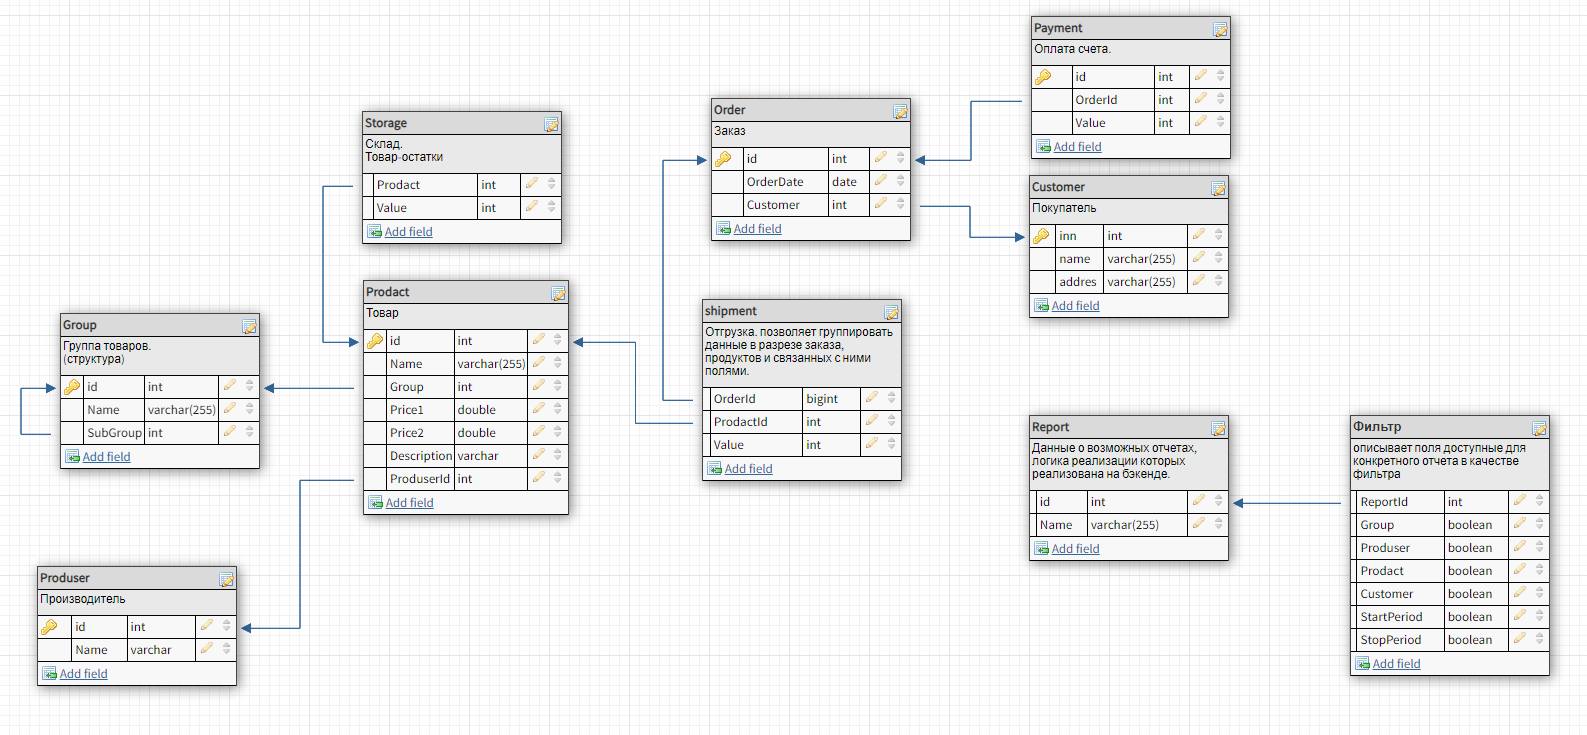 Payment
Оплата счета.
id int
OrderId int
Value int
Add field
Order
Заказ
id int
OrderDate date
Customer int
Add field
Storage
Склад.
Товар-остатки
Prodact int
Value int
Add field
Customer
Покупатель
inn int
name varchar(255)
addres varchar(255)
Add field
Prodact
Товар
id int
Name varchar(255)
Group int
Price1 double
Price2 double
Description varchar
ProduserId int
Add field
shipment
Отгрузка. позволяет группировать
данные в разрезе заказа,
продуктов и связанных с ними
полями.
OrderId bigint
ProdactId int
Value int
Add field
Group
Группа товаров.
(структура)
id int
Name varchar(255)
SubGroup int
Add field
Report
Данные о возможных отчетах,
логика реализации которых
реализована на бэкенде.
id int
Name varchar(255)
Add field
Фильтр
описывает поля доступные для
конкретного отчета в качестве
фильтра
ReportId int
Group boolean
Produser boolean
Prodact boolean
Customer boolean
StartPeriod boolean
StopPeriod boolean
Add field
Produser
Производитель
id int
Name varchar
Add field